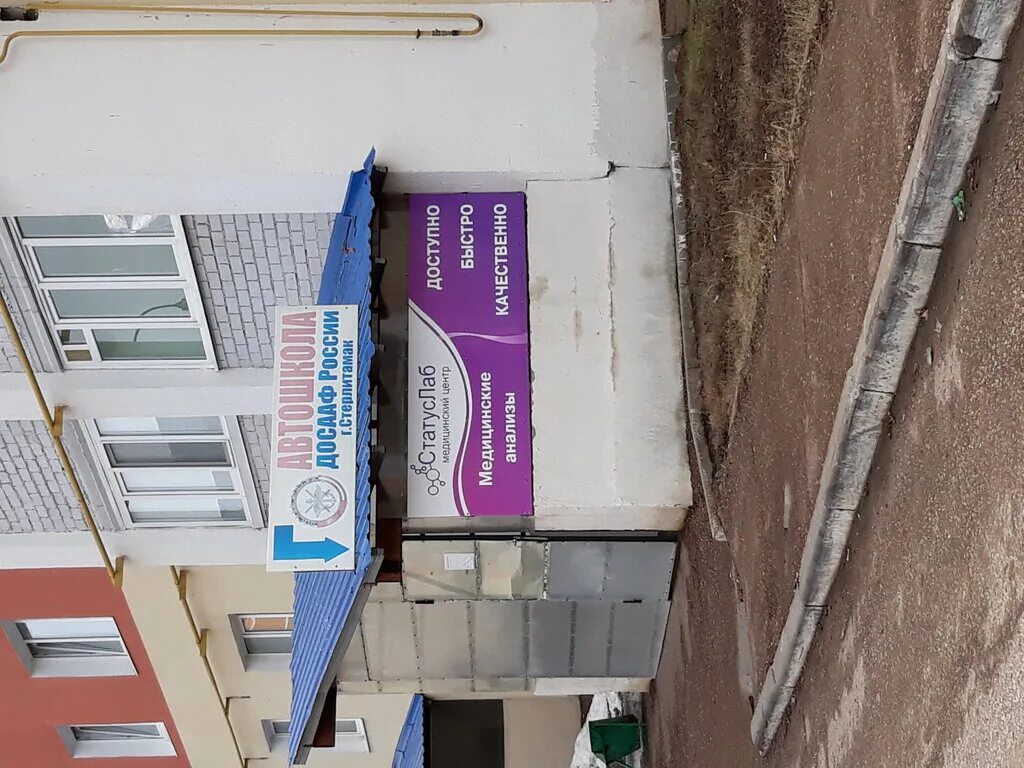 АВТОШКОЛА
ДОСААФ РОССИИ
г.Стерлитамак
СтатусЛаб
медицинский центр
Медицинские
анализы
ДОСТУПНО
БЫСТРО
КАЧЕСТВЕННО